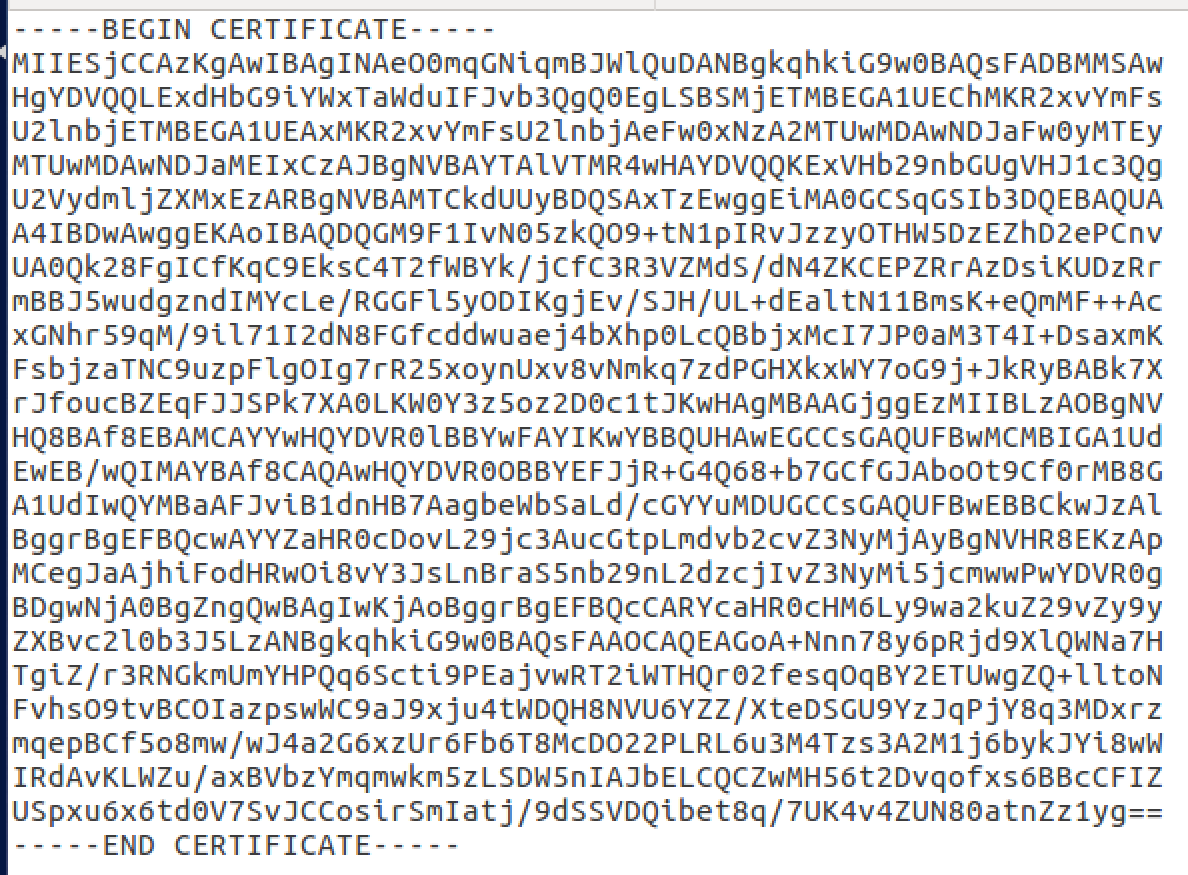 -----BEGIN CERTIFICATE-----
MIIESjCCAzKgAwIBAgINAeO0mqGNiqmBJWlQuDANBgkqhkiG9w0BAQsFADBMMSAw
HgYDVQQLExdHbG9iYWxTaWduIFJvb3QgQ0EgLSBSMjETMBEGA1UEChMKR2xvYmFs
U2lnbjETMBEGA1UEAxMKR2xvYmFsU2lnbjAeFw0xNzA2MTUwMDAwNDJaFw0yMTEy
MTUwMDAwNDJaMEIxCzAJBgNVBAYTAlVTMR4wHAYDVQQKExVHb29nbGUgVHJ1c3Qg
U2VydmljZXMxEzARBgNVBAMTCkdUUyBDQSAxTzEwggEiMA0GCSqGSIb3DQEBAQUA
A4IBDwAwggEKAoIBAQDQGM9F1IvN05zkQO9+tN1pIRvJzzyOTHW5DzEZhD2ePCnv
UA0Qk28FgICfKqC9EksC4T2fWBYk/jCfC3R3VZMdS/dN4ZKCEPZRrAzDsiKUDzRr
mBBJ5wudgzndIMYcLe/RGGFl5yODIKgjEv/SJH/UL+dEaltN11BmsK+eQmMF++Ac
xGNhr59qM/9il71I2dN8FGfcddwuaej4bXhp0LcQBbjxMcI7JP0aM3T4I+DsaxmK
FsbjzaTNC9uzpFlgOIg7rR25xoynUxv8vNmkq7zdPGHXkxWY7oG9j+JkRyBABk7X
rJfoucBZEqFJJSPk7XA0LKW0Y3z5oz2D0c1tJKwHAgMBAAGjggEzMIIBLzAOBgNV
HQ8BAf8EBAMCAYYwHQYDVR0lBBYwFAYIKwYBBQUHAwEGCCsGAQUFBwMCMBIGA1Ud
EwEB/wQIMAYBAf8CAQAwHQYDVR0OBBYEFJjR+G4Q68+b7GCfGJAboOt9Cf0rMB8G
A1UdIwQYMBaAFJviB1dnHB7AagbeWbSaLd/cGYYuMDUGCCsGAQUFBwEBBCkwJzAl
BggrBgEFBQcwAYYZaHR0cDovL29jc3AucGtpLmdvb2cvZ3NyMjAyBgNVHR8EKzAp
MCegJaAjhiFodHRwOi8vY3JsLnBraS5nb29nL2dzcjIvZ3NyMi5jcmwwPwYDVR0g
BDgwNjA0BgZngQwBAgIwKjAoBggrBgEFBQcCARYcaHR0cHM6Ly9wa2kuZ29vZy9y
ZXBvc2l0b3J5LzANBgkqhkiG9w0BAQsFAAOCAQEAGoA+Nnn78y6pRjd9XlQWNa7H
TgiZ/r3RNGkmUmYHPQq6Scti9PEajvwRT2iWTHQr02fesqOqBY2ETUwgZQ+lltoN
FvhsO9tvBCOIazpswWC9aJ9xju4tWDQH8NVU6YZZ/XteDSGU9YzJqPjY8q3MDxrz
mqepBCf5o8mw/wJ4a2G6xzUr6Fb6T8McDO22PLRL6u3M4Tzs3A2M1j6bykJYi8wW
IRdAvKLWZu/axBVbzYmqmwkm5zLSDW5nIAJbELCQCZwMH56t2Dvqofxs6BBcCFIZ
USpxu6x6td0V7SvJCCosirSmIatj/9dSSVDQibet8q/7UK4v4ZUN80atnZz1yg==
-----END CERTIFICATE-----